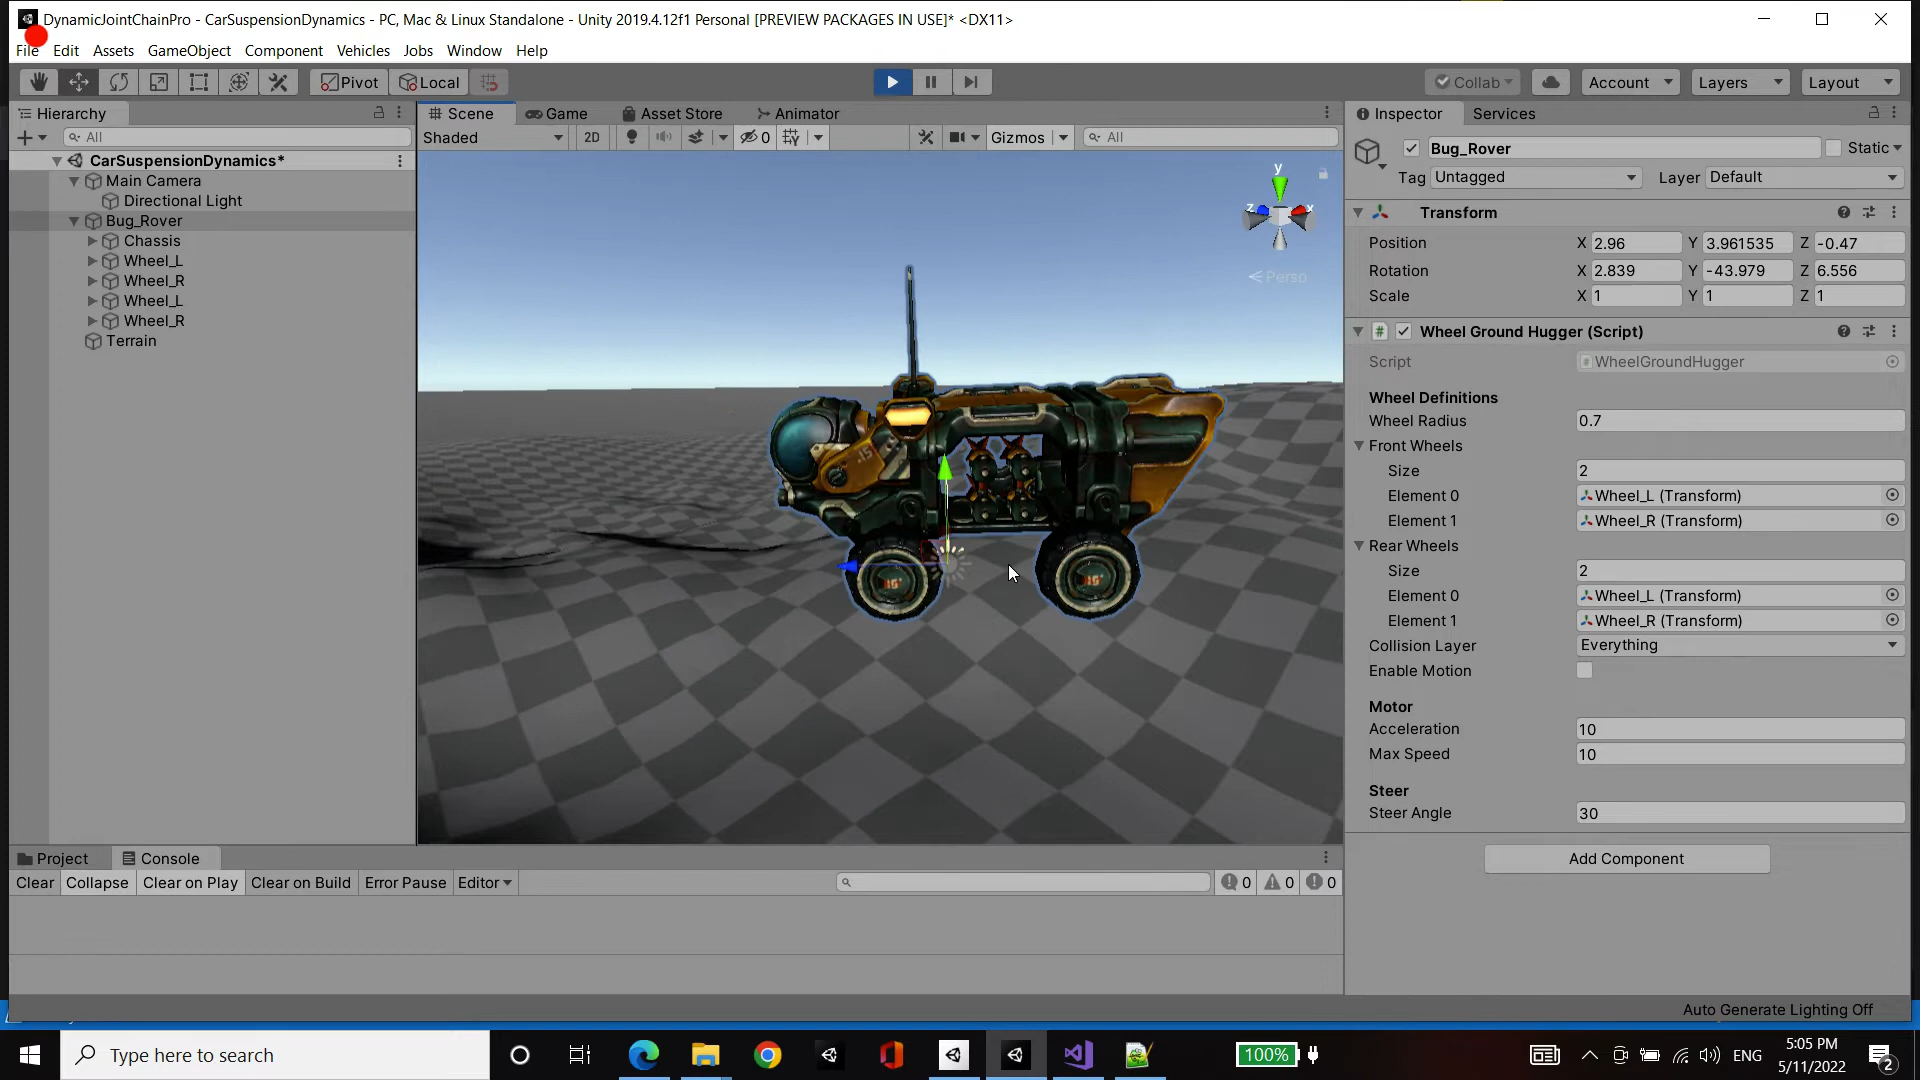 DynamicJointChainPro - CarSuspensionDynamics - PC, Mac & Linux Standalone - Unity 2019.4.12f1 Personal [PREVIEW PACKAGES IN USE]* <DX11>
File Edit Assets GameObject Component Vehicles Jobs Window Help
Pivot Local Collab Account Layers Layout
Hierarchy
All
CarSuspensionDynamics*
Main Camera
Directional Light
Bug_Rover
Chassis
Wheel_L
Wheel_R
Wheel_L
Wheel_R
Terrain
Scene Game Asset Store Animator
Shaded 2D 0 Gizmos All
y
z x
Persp
Inspector Services
Bug_Rover Static
Tag Untagged Layer Default
Transform
Position X 2.96 Y 3.961535 Z -0.47
Rotation X 2.839 Y -43.979 Z 6.556
Scale X 1 Y 1 Z 1
# Wheel Ground Hugger (Script)
Script WheelGroundHugger
Wheel Definitions
Wheel Radius 0.7
Front Wheels
Size 2
Element 0 Wheel_L (Transform)
Element 1 Wheel_R (Transform)
Rear Wheels
Size 2
Element 0 Wheel_L (Transform)
Element 1 Wheel_R (Transform)
Collision Layer Everything
Enable Motion
Motor
Acceleration 10
Max Speed 10
Steer
Steer Angle 30
Add Component
Project Console
Clear Collapse Clear on Play Clear on Build Error Pause Editor 0 0 0
Auto Generate Lighting Off
Type here to search
100%
ENG
5:05 PM
5/11/2022
2